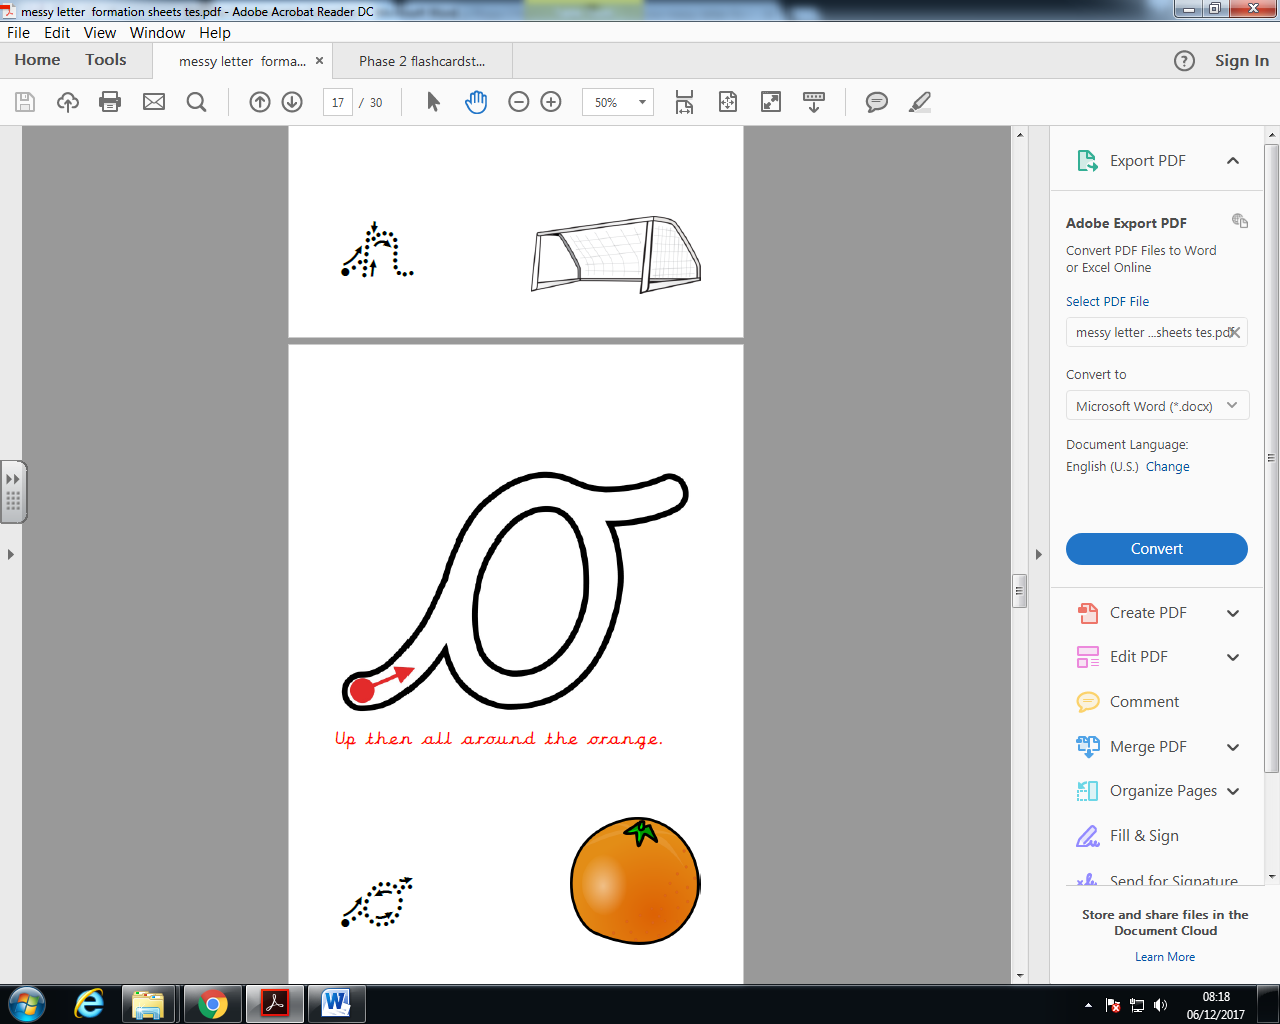 messy letter  formation sheets tes.pdf - Adobe Acrobat Reader DC
File Edit View Window Help
Home Tools messy letter  forma... × Phase 2 flashcardst... ? Sign In
17 / 30 50%
Export PDF
Adobe Export PDF
Convert PDF Files to Word
or Excel Online
Select PDF File
messy letter ...sheets tes.pdf
Convert to
Microsoft Word (*.docx)
Document Language:
English (U.S.) Change
Convert
Create PDF
Edit PDF
Comment
Merge PDF
Organize Pages
Fill & Sign
Send for Signature
Store and share files in the
Document Cloud
Learn More
Up then all around the orange.
08:18
06/12/2017